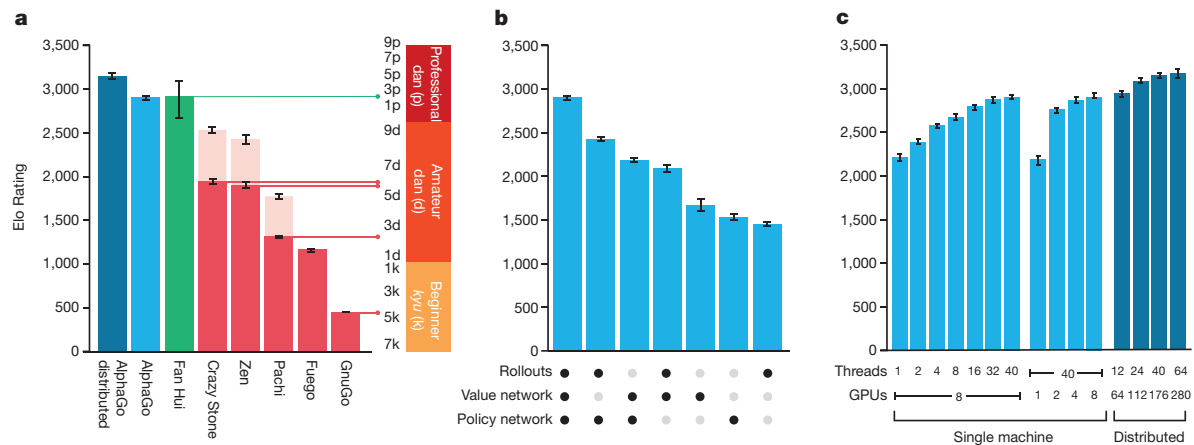 a
Elo Rating
3,500
3,000
2,500
2,000
1,500
1,000
500
0
AlphaGo distributed
AlphaGo
Fan Hui
Crazy Stone
Zen
Pachi
Fuego
GnuGo
9p
7p
5p
3p
1p
9d
7d
5d
3d
1d
1k
3k
5k
7k
Professional
dan (p)
Amateur
dan (d)
Beginner
kyu (k)
b
3,500
3,000
2,500
2,000
1,500
1,000
500
0
Rollouts
Value network
Policy network
c
3,500
3,000
2,500
2,000
1,500
1,000
500
0
Threads 1 2 4 8 16 32 40 40 12 24 40 64
GPUs 8 1 2 4 8 64 112 176 280
Single machine Distributed